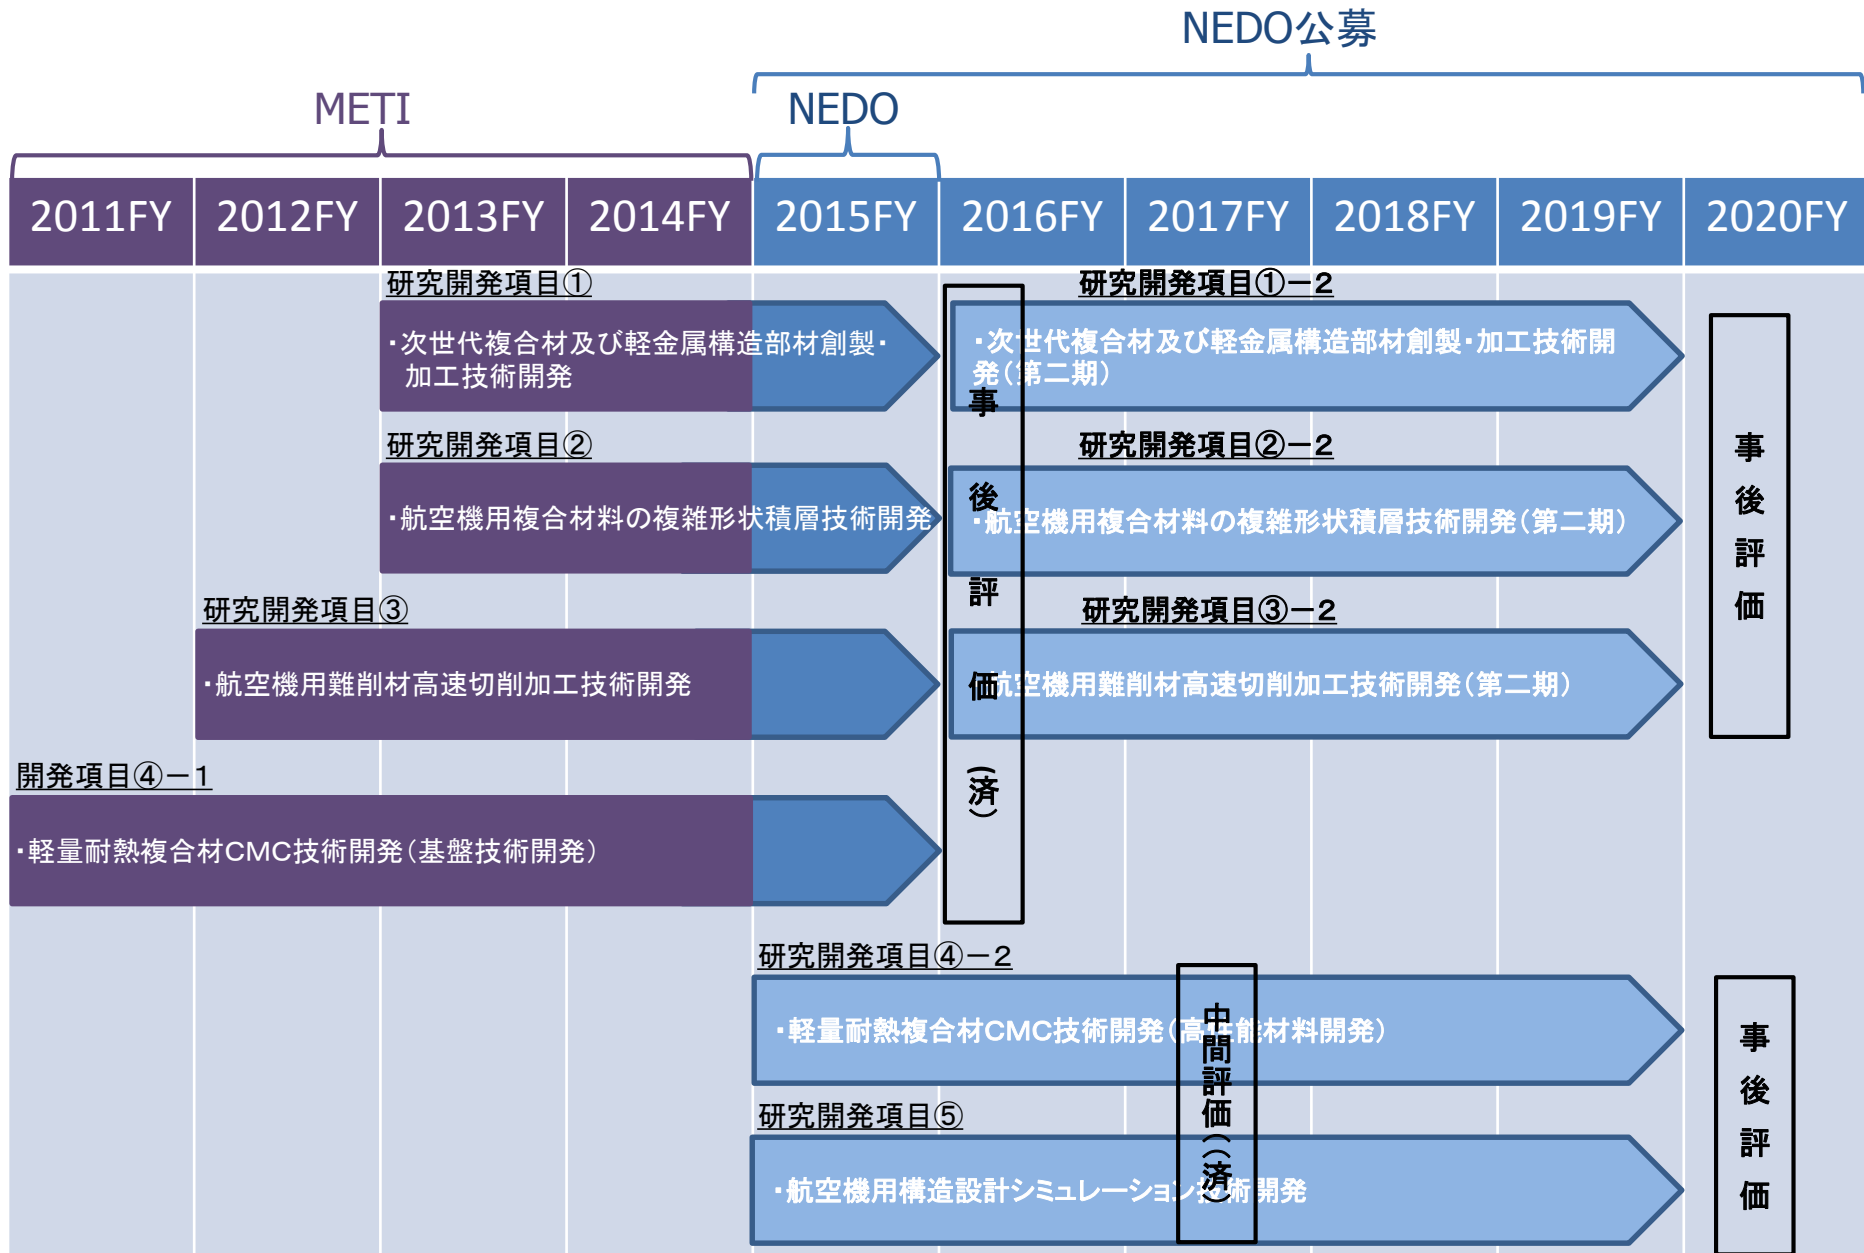 NEDO公募
METI
NEDO
2011FY
2012FY
2013FY
2014FY
2015FY
2016FY
2017FY
2018FY
2019FY
2020FY
研究開発項目①
・次世代複合材及び軽金属構造部材創製・
加工技術開発
研究開発項目①－2
・次世代複合材及び軽金属構造部材創製・加工技術開
発（第二期）
研究開発項目②
・航空機用複合材料の複雑形状積層技術開発
研究開発項目②－2
・航空機用複合材料の複雑形状積層技術開発（第二期）
研究開発項目③
・航空機用難削材高速切削加工技術開発
研究開発項目③－2
・航空機用難削材高速切削加工技術開発（第二期）
事後評価（済）
事後評価
開発項目④－1
・軽量耐熱複合材CMC技術開発（基盤技術開発）
研究開発項目④－2
・軽量耐熱複合材CMC技術開発（高性能材料開発）
研究開発項目⑤
・航空機用構造設計シミュレーション技術開発
中間評価（（済）
事後評価